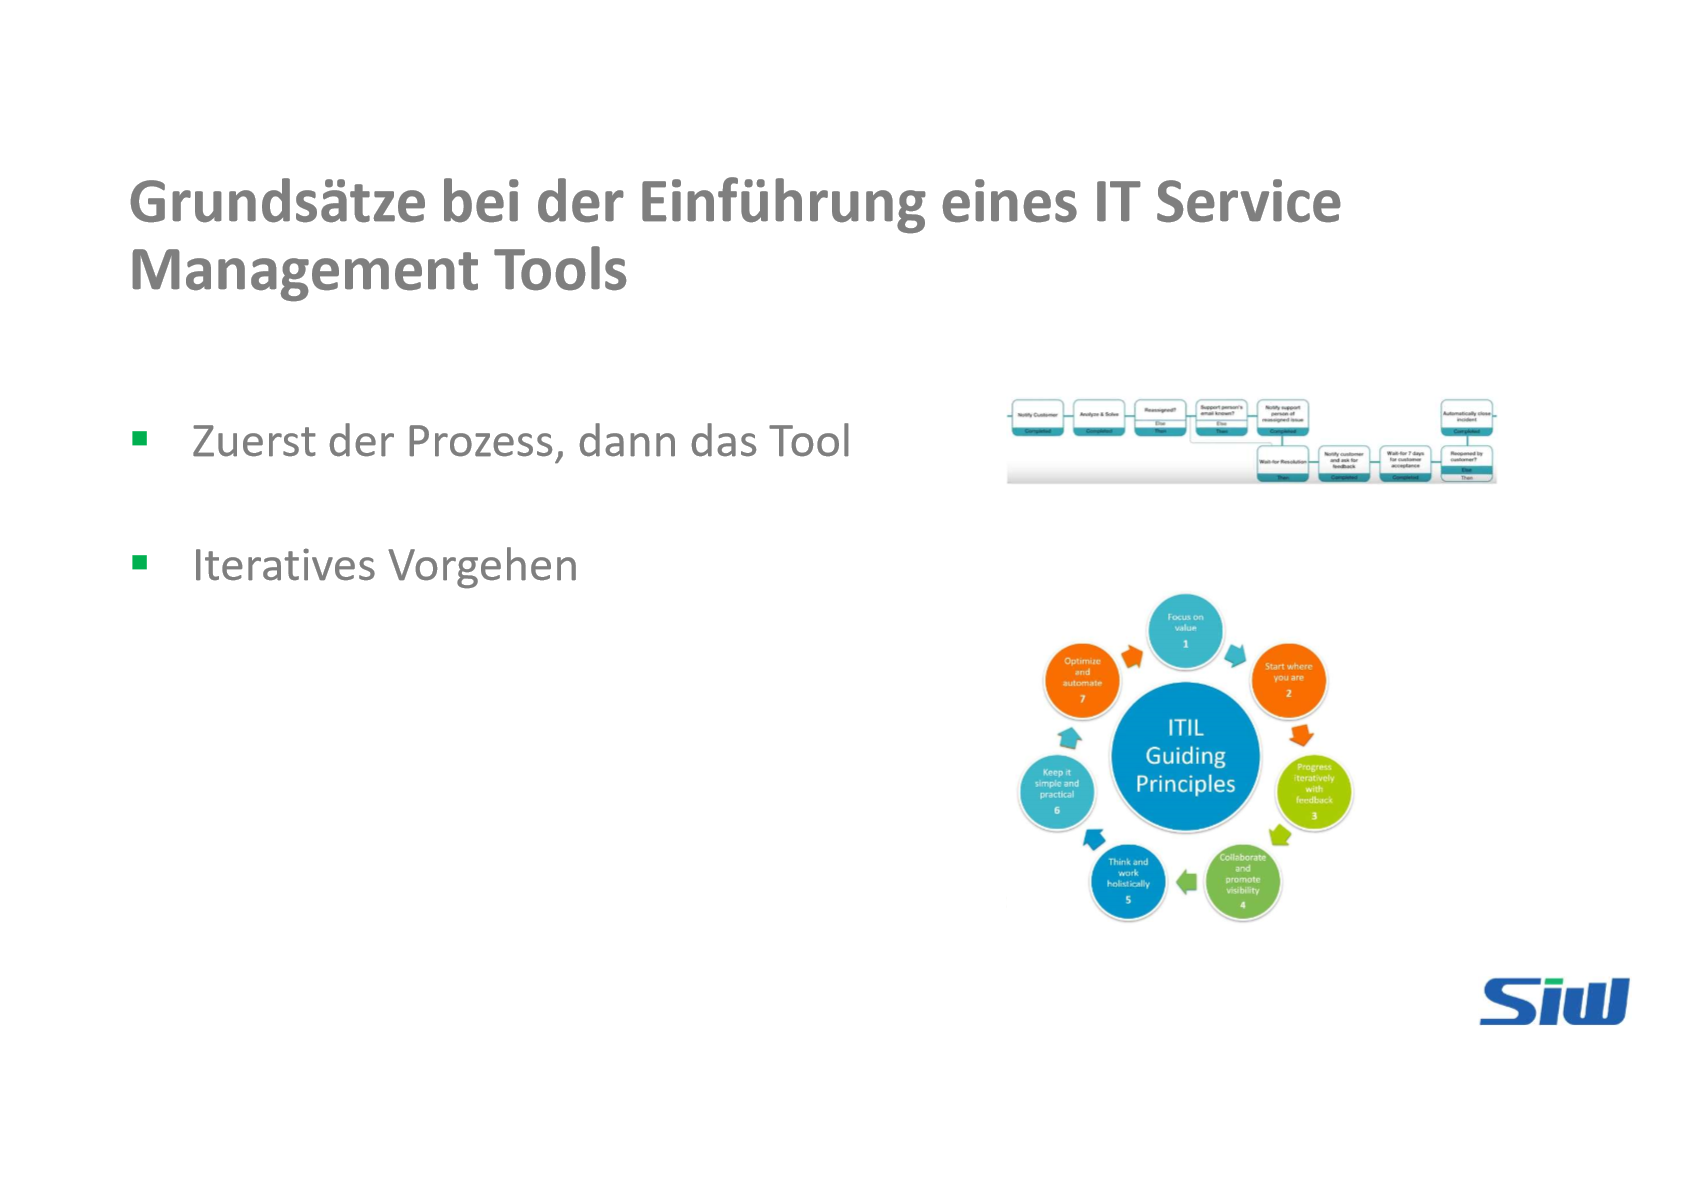 Grundsätze bei der Einführung eines IT Service
Management Tools
▪ Zuerst der Prozess, dann das Tool
▪ Iteratives Vorgehen
Notify Customer
Completed
Analyze & Solve
Completed
Reassigned?
Else
Then
Support person's
email known?
Else
Then
Notify support
person of
reassigned issue
Completed
Automatically close
incident
Completed
Wait-for Resolution
Then
Notify customer
and ask for
feedback
Completed
Wait-for 7 days
for customer
acceptance
Completed
Reopened by
customer?
Else
Then
ITIL
Guiding
Principles
Focus on
value
1
Start where
you are
2
Progress
iteratively
with
feedback
3
Collaborate
and
promote
visibility
4
Think and
work
holistically
5
Keep it
simple and
practical
6
Optimize
and
automate
7
Siw